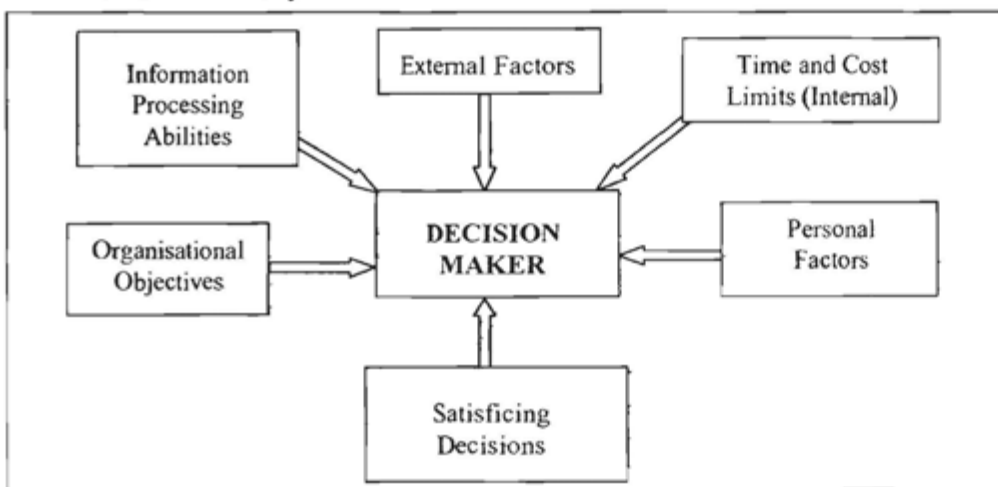 Information
Processing
Abilities
External Factors
Time and Cost
Limits (Internal)
Organisational
Objectives
DECISION
MAKER
Personal
Factors
Satisficing
Decisions